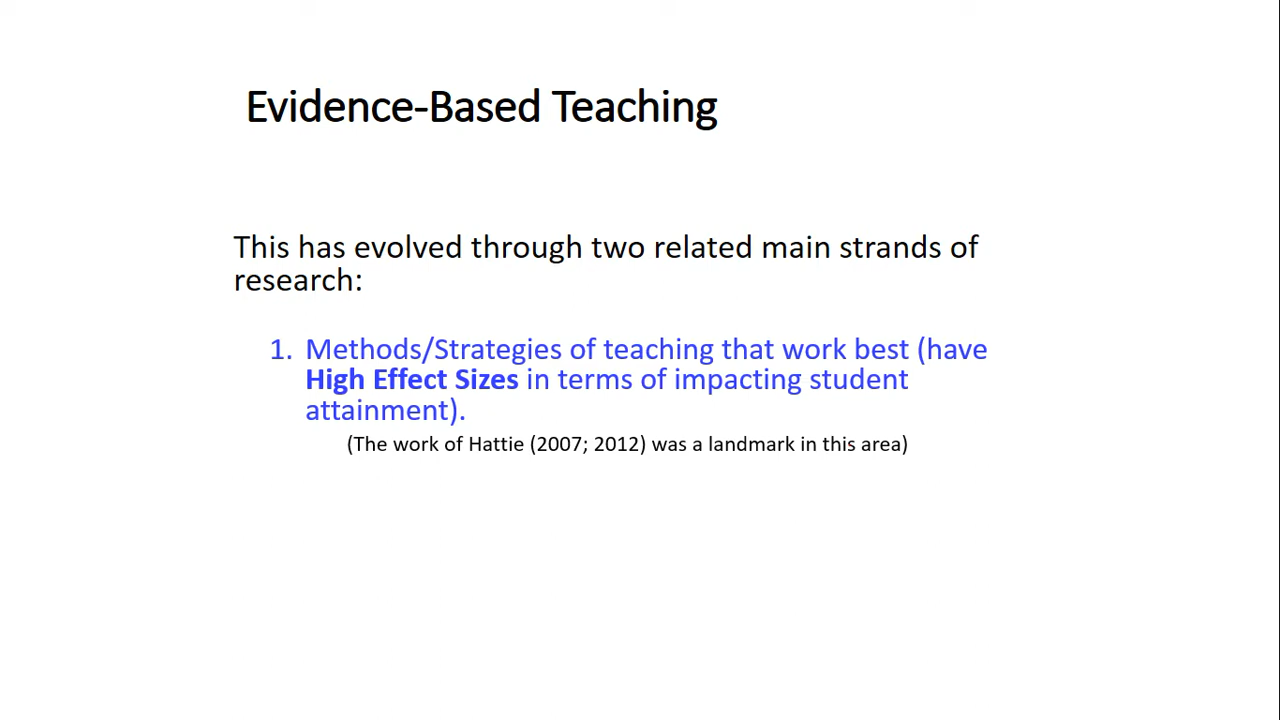 Evidence-Based Teaching
This has evolved through two related main strands of
research:
1. Methods/Strategies of teaching that work best (have
High Effect Sizes in terms of impacting student
attainment).
(The work of Hattie (2007; 2012) was a landmark in this area)